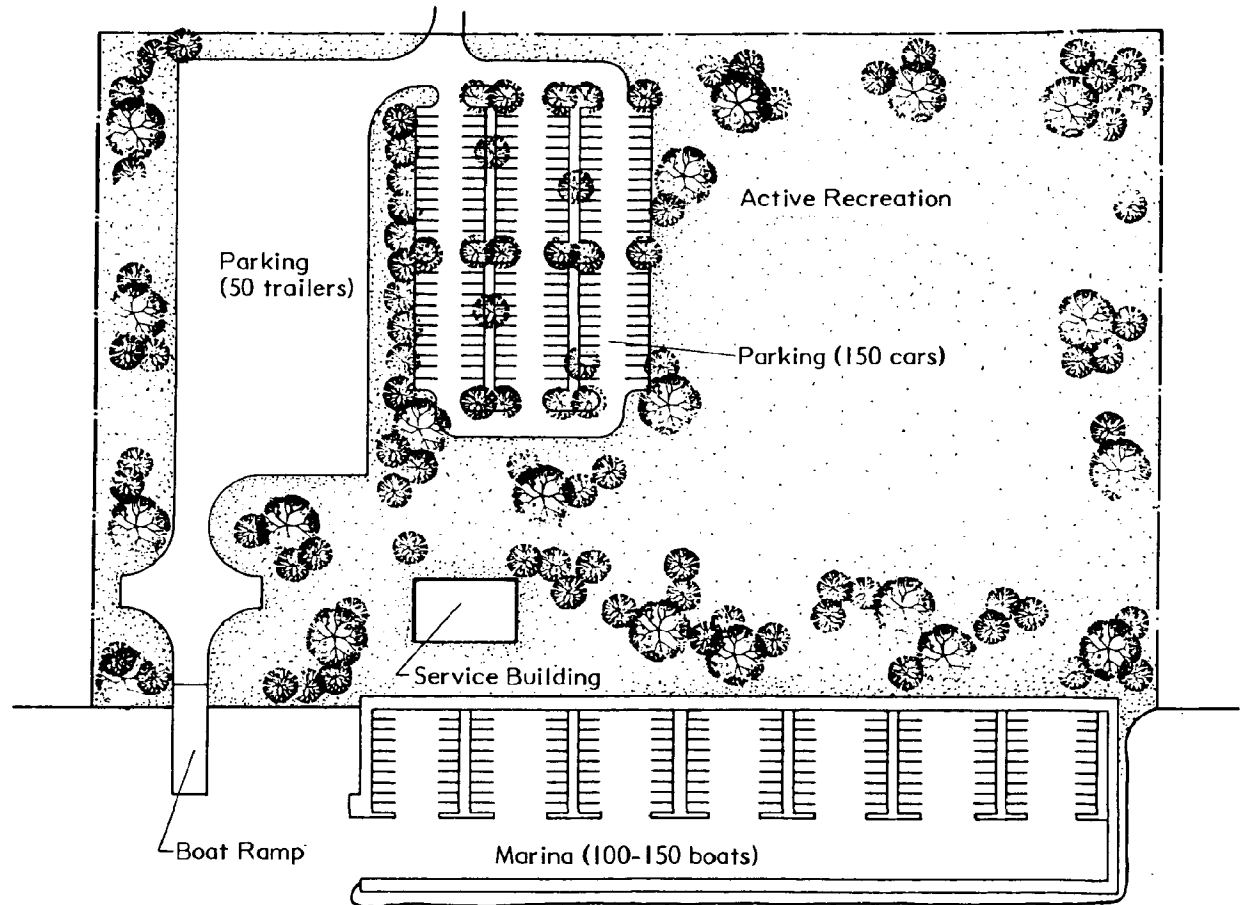 Active Recreation
Parking
(50 trailers)
Parking (150 cars)
Service Building
Boat Ramp
Marina (100-150 boats)